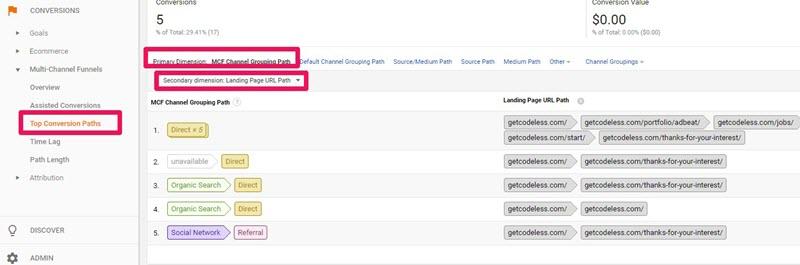 CONVERSIONS
Goals
Ecommerce
Multi-Channel Funnels
Overview
Assisted Conversions
Top Conversion Paths
Time Lag
Path Length
Attribution
DISCOVER
ADMIN
Conversions
5
% of Total: 29.41% (17)
Conversion Value
$0.00
% of Total: 0.00% ($0.00)
Primary Dimension: MCF Channel Grouping Path Default Channel Grouping Path Source/Medium Path Source Path Medium Path Other Channel Groupings
Secondary dimension: Landing Page URL Path
MCF Channel Grouping Path ? Landing Page URL Path
1. Direct × 5 getcodeless.com/ getcodeless.com/portfolio/adbeat/ getcodeless.com/jobs/
getcodeless.com/start/ getcodeless.com/thanks-for-your-interest/
2. unavailable Direct getcodeless.com/ getcodeless.com/thanks-for-your-interest/
3. Organic Search Direct getcodeless.com/ getcodeless.com/thanks-for-your-interest/
4. Organic Search Direct getcodeless.com/ getcodeless.com/
5. Social Network Referral getcodeless.com/ getcodeless.com/thanks-for-your-interest/